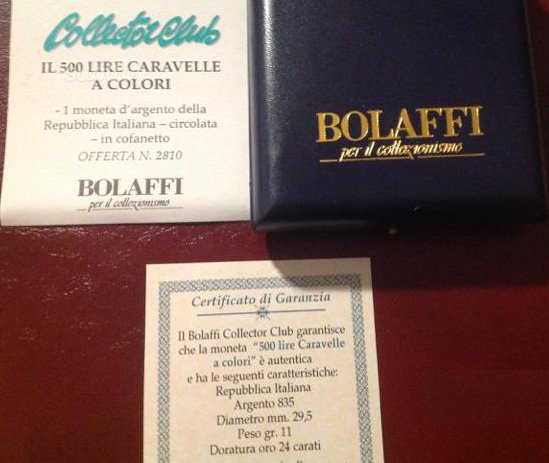 Collector Club
IL 500 LIRE CARAVELLE
A COLORI
- 1 moneta d'argento della
Repubblica Italiana – circolata
– in cofanetto
OFFERTA N. 2810
BOLAFFI
per il collezionismo
BOLAFFI
per il collezionismo
Certificato di Garanzia
Il Bolaffi Collector Club garantisce
che la moneta "500 lire Caravelle
a colori" è autentica
e ha le seguenti caratteristiche:
Repubblica Italiana
Argento 835
Diametro mm. 29,5
Peso gr. 11
Doratura oro 24 carati